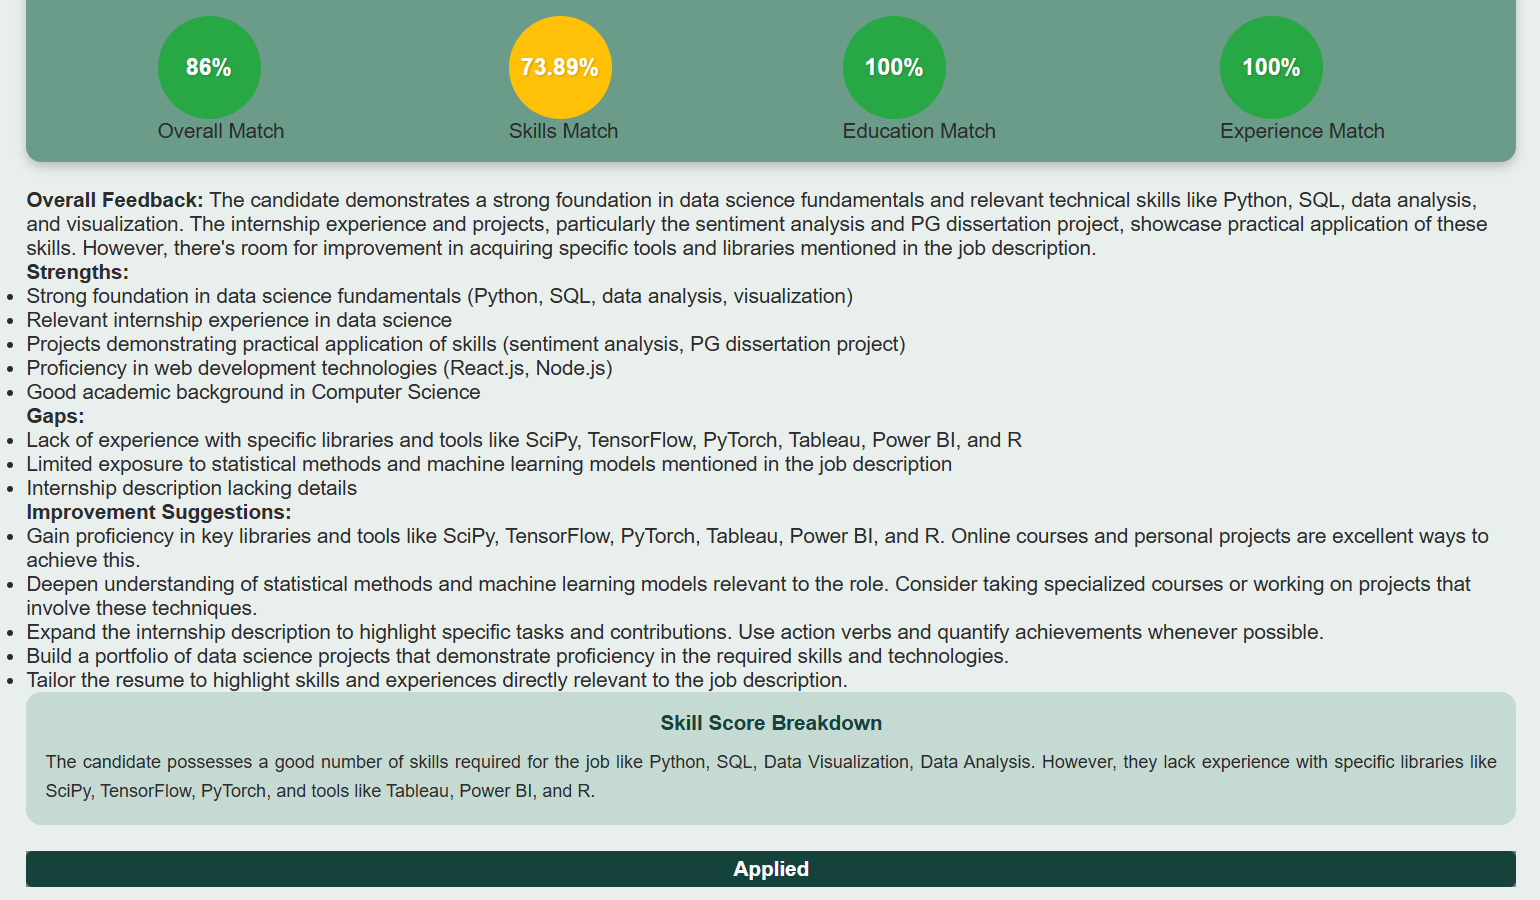 86%
73.89%
100%
100%
Overall Match
Skills Match
Education Match
Experience Match
Overall Feedback: The candidate demonstrates a strong foundation in data science fundamentals and relevant technical skills like Python, SQL, data analysis,
and visualization. The internship experience and projects, particularly the sentiment analysis and PG dissertation project, showcase practical application of these
skills. However, there's room for improvement in acquiring specific tools and libraries mentioned in the job description.
Strengths:
• Strong foundation in data science fundamentals (Python, SQL, data analysis, visualization)
• Relevant internship experience in data science
• Projects demonstrating practical application of skills (sentiment analysis, PG dissertation project)
• Proficiency in web development technologies (React.js, Node.js)
• Good academic background in Computer Science
Gaps:
• Lack of experience with specific libraries and tools like SciPy, TensorFlow, PyTorch, Tableau, Power BI, and R
• Limited exposure to statistical methods and machine learning models mentioned in the job description
• Internship description lacking details
Improvement Suggestions:
• Gain proficiency in key libraries and tools like SciPy, TensorFlow, PyTorch, Tableau, Power BI, and R. Online courses and personal projects are excellent ways to
achieve this.
• Deepen understanding of statistical methods and machine learning models relevant to the role. Consider taking specialized courses or working on projects that
involve these techniques.
• Expand the internship description to highlight specific tasks and contributions. Use action verbs and quantify achievements whenever possible.
• Build a portfolio of data science projects that demonstrate proficiency in the required skills and technologies.
• Tailor the resume to highlight skills and experiences directly relevant to the job description.
Skill Score Breakdown
The candidate possesses a good number of skills required for the job like Python, SQL, Data Visualization, Data Analysis. However, they lack experience with specific libraries like
SciPy, TensorFlow, PyTorch, and tools like Tableau, Power BI, and R.
Applied